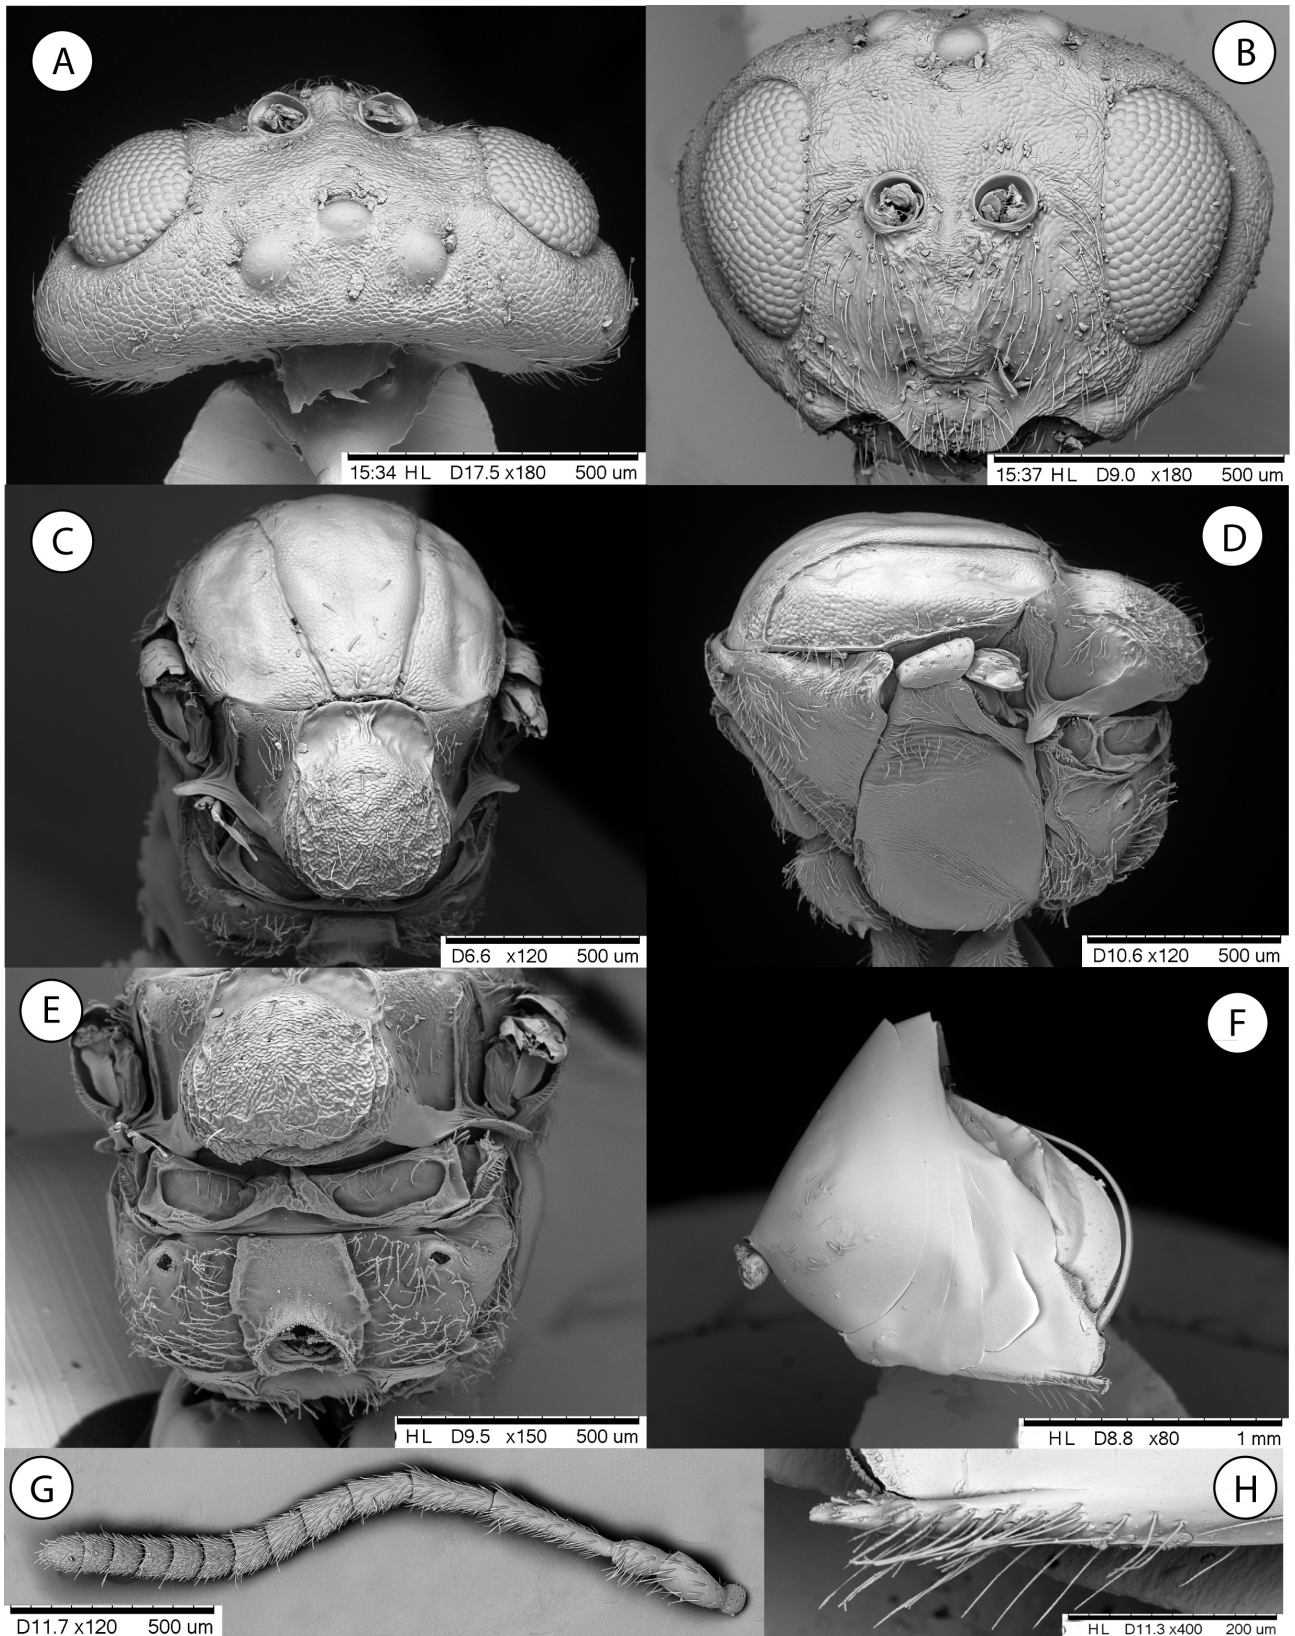 A
B
15:34 HL D17.5 x180 500 um
15:37 HL D9.0 x180 500 um
C
D
D6.6 x120 500 um
D10.6 x120 500 um
E
F
HL D9.5 x150 500 um
HL D8.8 x80 1 mm
G
H
D11.7 x120 500 um
HL D11.3 x400 200 um